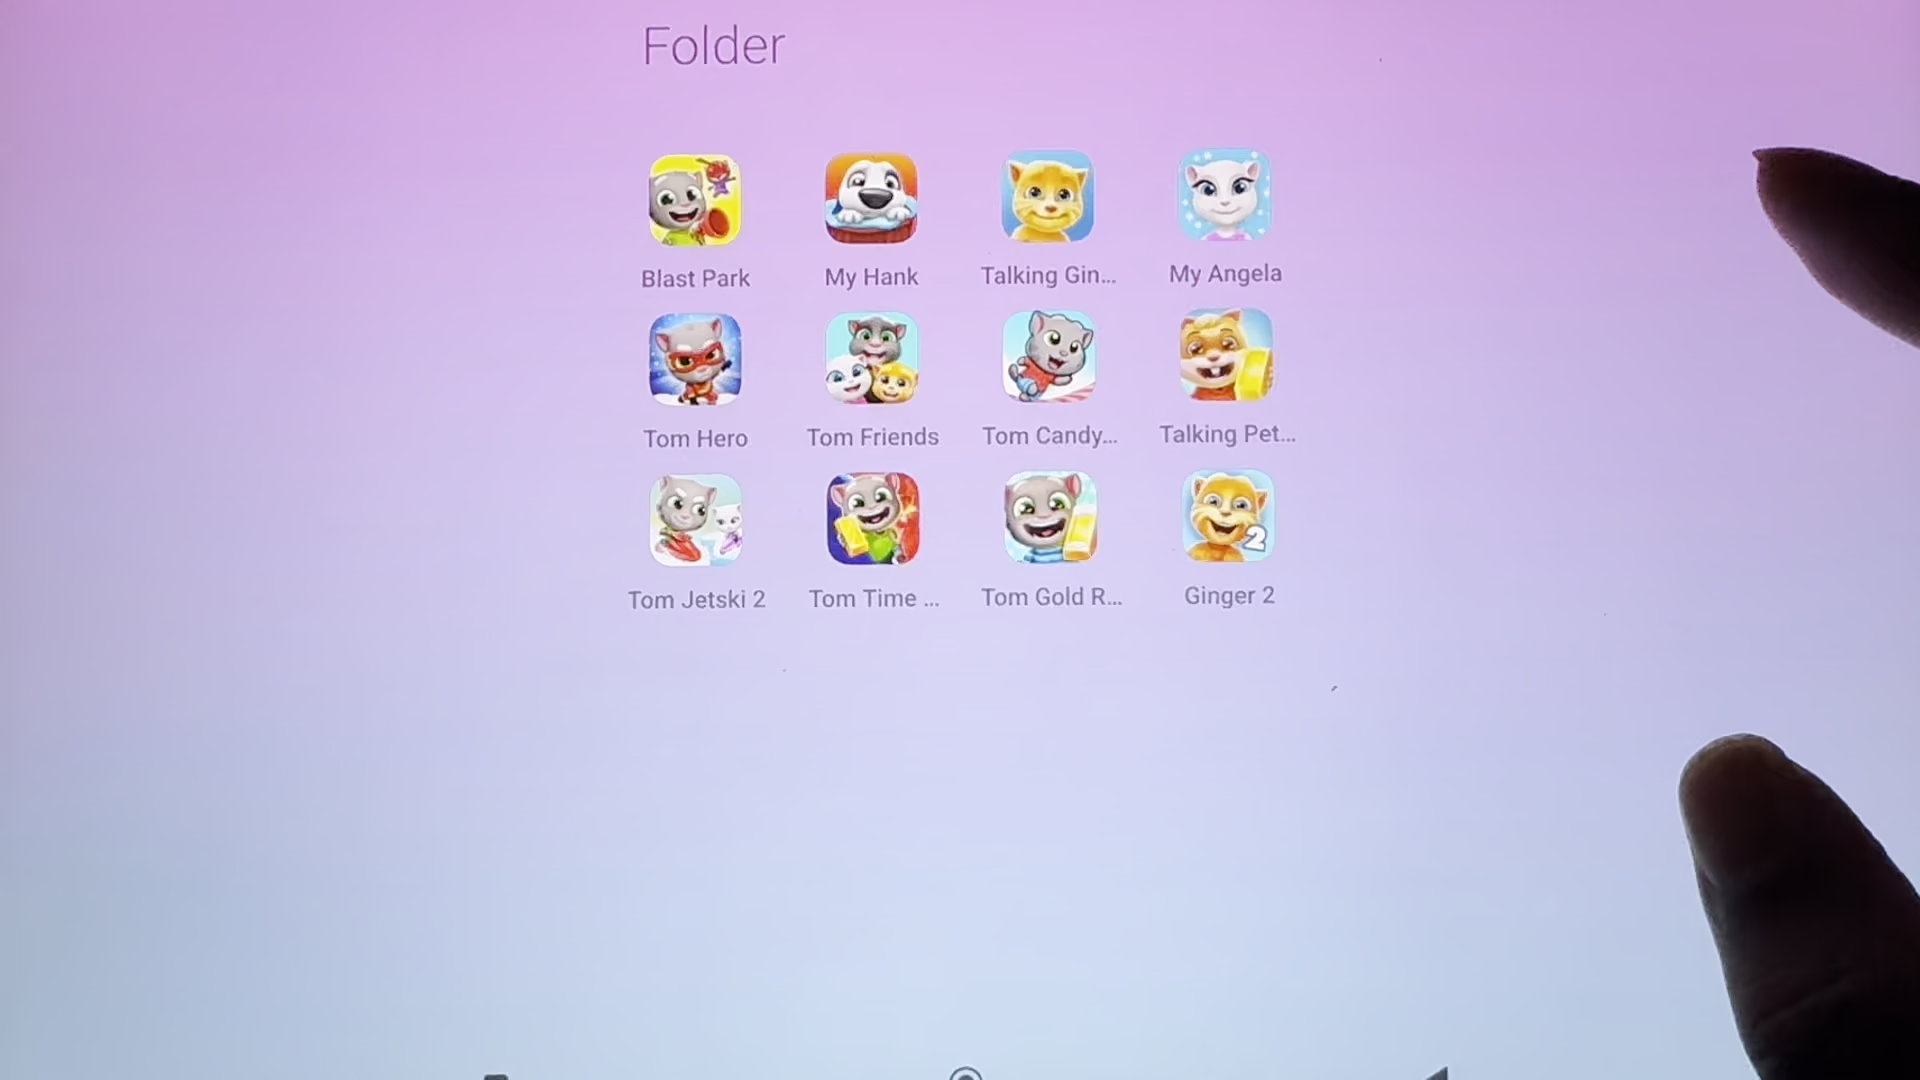 Folder
Blast Park
My Hank
Talking Gin...
My Angela
Tom Hero
Tom Friends
Tom Candy...
Talking Pet...
Tom Jetski 2
Tom Time ...
Tom Gold R...
2
Ginger 2